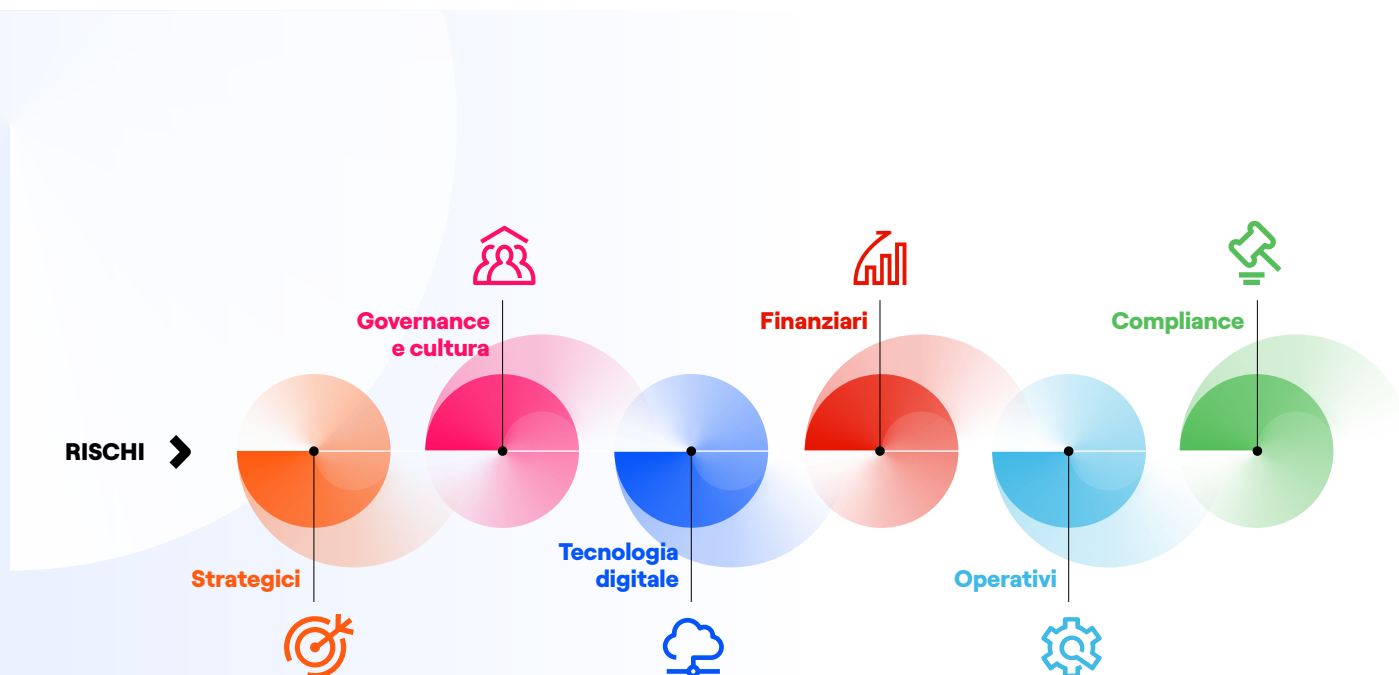 RISCHI
Strategici
Governance
e cultura
Tecnologia
digitale
Finanziari
Operativi
Compliance